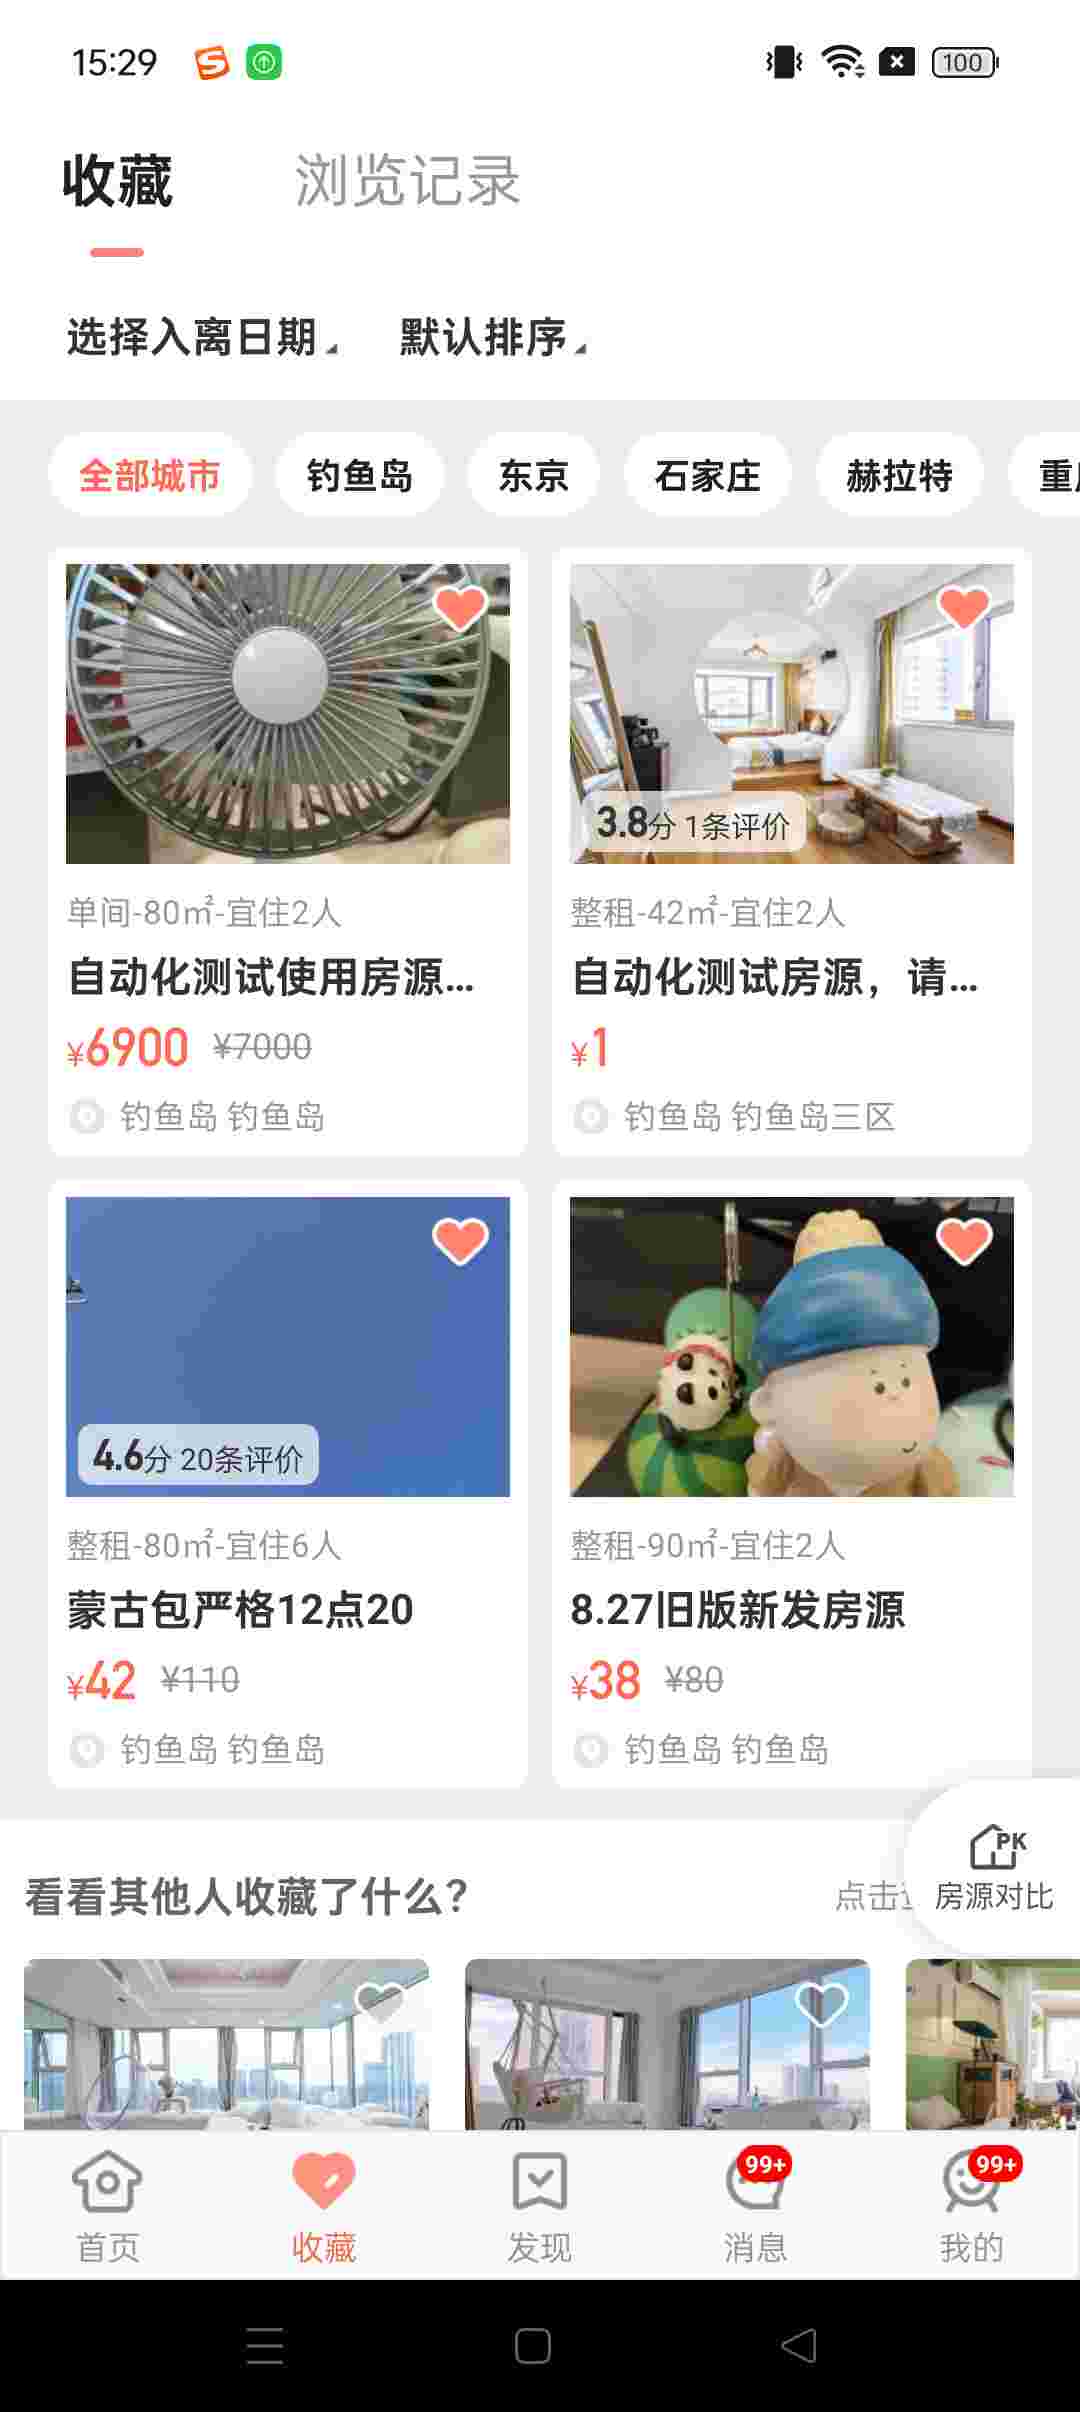 15:29
100
收藏
浏览记录
选择入离日期
默认排序
全部城市
钓鱼岛
东京
石家庄
赫拉特
3.8分 1条评价
单间-80㎡-宜住2人
整租-42㎡-宜住2人
自动化测试使用房源...
自动化测试房源，请...
¥6900 ¥7000
¥1
钓鱼岛 钓鱼岛
钓鱼岛 钓鱼岛三区
4.6分 20条评价
整租-80㎡-宜住6人
整租-90㎡-宜住2人
蒙古包严格12点20
8.27旧版新发房源
¥42 ¥110
¥38 ¥80
钓鱼岛 钓鱼岛
钓鱼岛 钓鱼岛
PK
看看其他人收藏了什么?
点击
房源对比
99+
99+
首页
收藏
发现
消息
我的